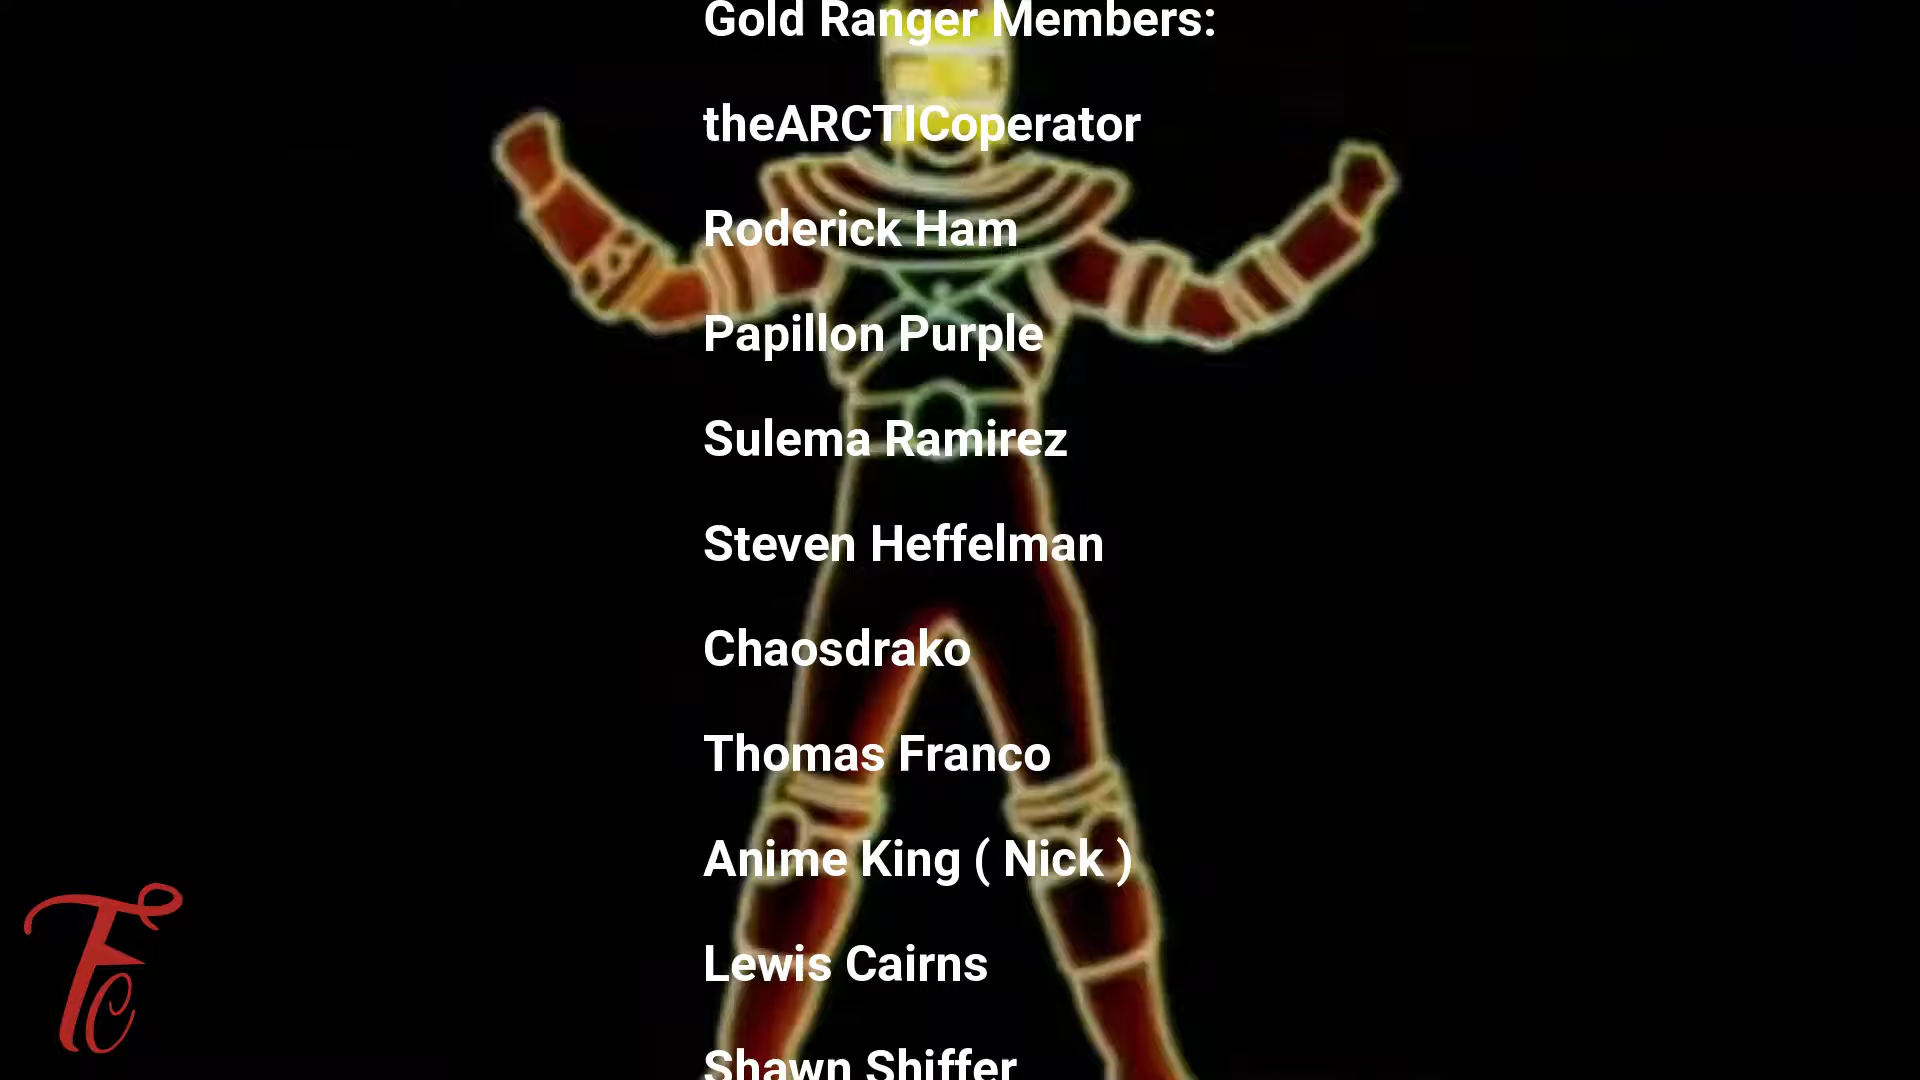 Gold Ranger Members:
theARCTICoperator
Roderick Ham
Papillon Purple
Sulema Ramirez
Steven Heffelman
Chaosdrako
Thomas Franco
Anime King ( Nick )
Lewis Cairns
Shawn Shiffer
TFC